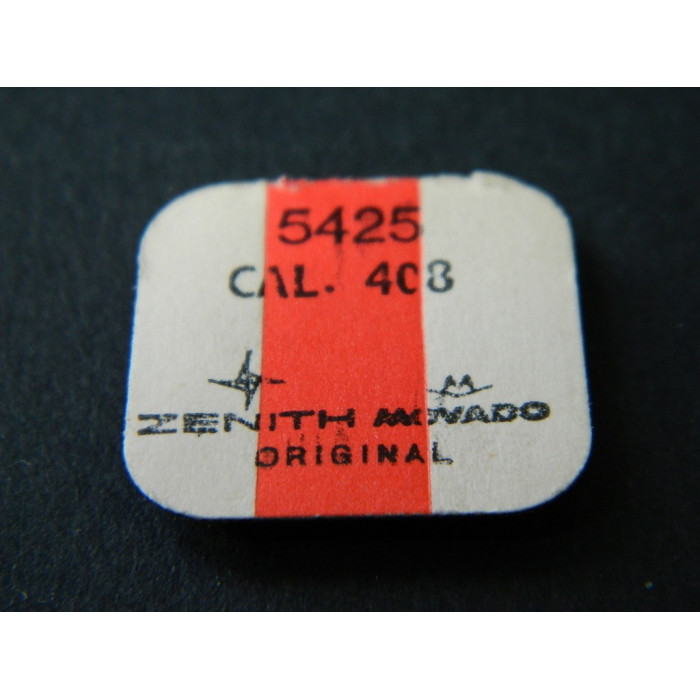 5425
CAL. 408
ZENITH MOVADO
ORIGINAL